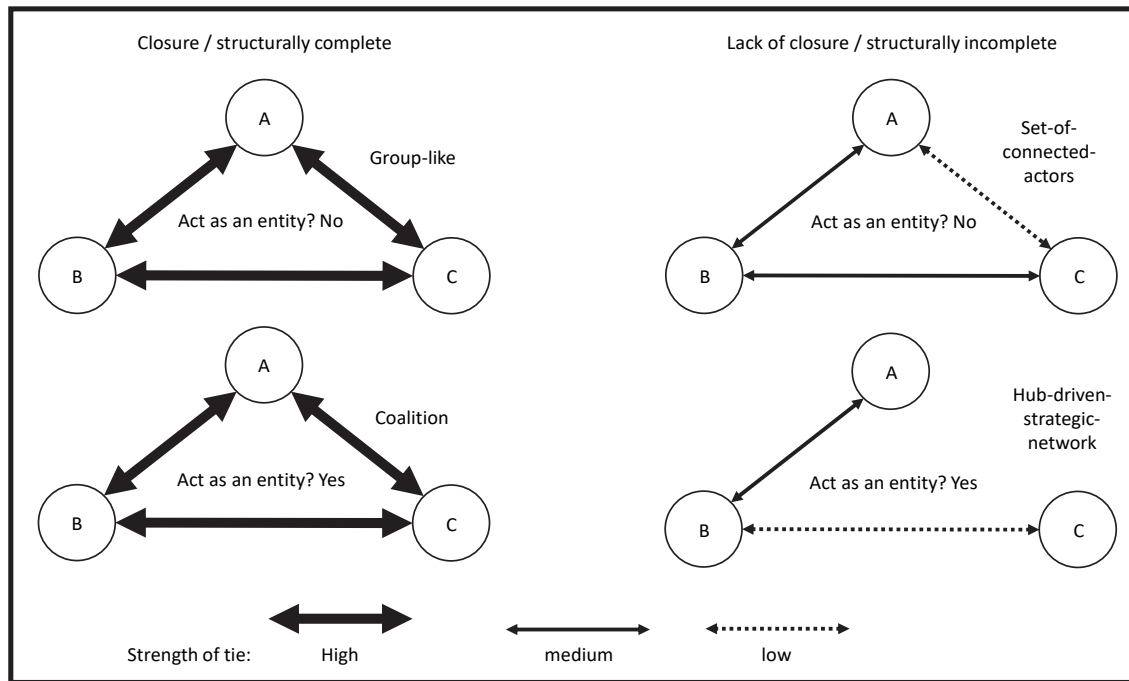 Closure / structurally complete
Lack of closure / structurally incomplete
A
Group-like
Act as an entity? No
B
C
A
Set-of-
connected-
actors
Act as an entity? No
B
C
A
Coalition
Act as an entity? Yes
B
C
A
Hub-driven-
strategic-
network
Act as an entity? Yes
B
C
Strength of tie:
High
medium
low